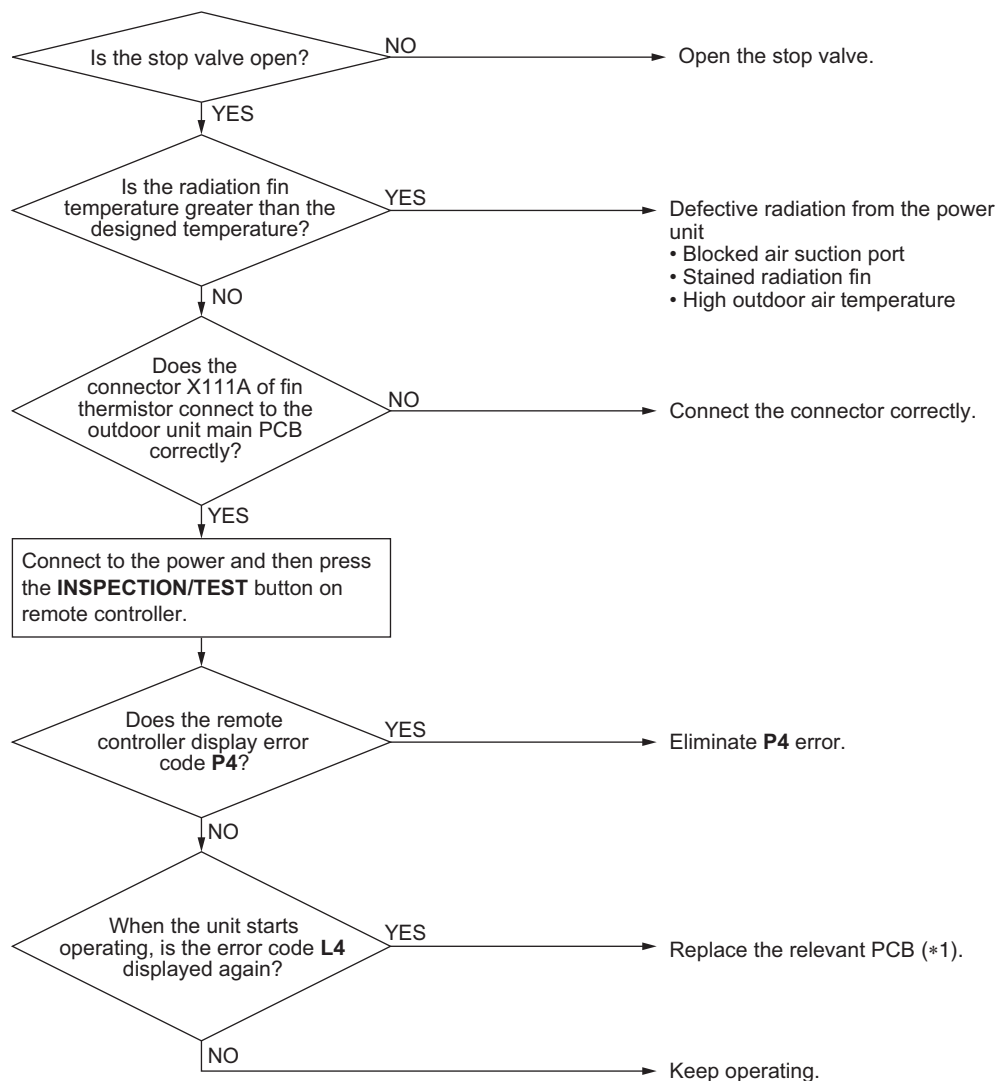 Is the stop valve open?
NO
Open the stop valve.
YES
Is the radiation fin
temperature greater than the
designed temperature?
YES
Defective radiation from the power
unit
• Blocked air suction port
• Stained radiation fin
• High outdoor air temperature
NO
Does the
connector X111A of fin
thermistor connect to the
outdoor unit main PCB
correctly?
NO
Connect the connector correctly.
YES
Connect to the power and then press
the INSPECTION/TEST button on
remote controller.
Does the remote
controller display error
code P4?
YES
Eliminate P4 error.
NO
When the unit starts
operating, is the error code L4
displayed again?
YES
Replace the relevant PCB (*1).
NO
Keep operating.